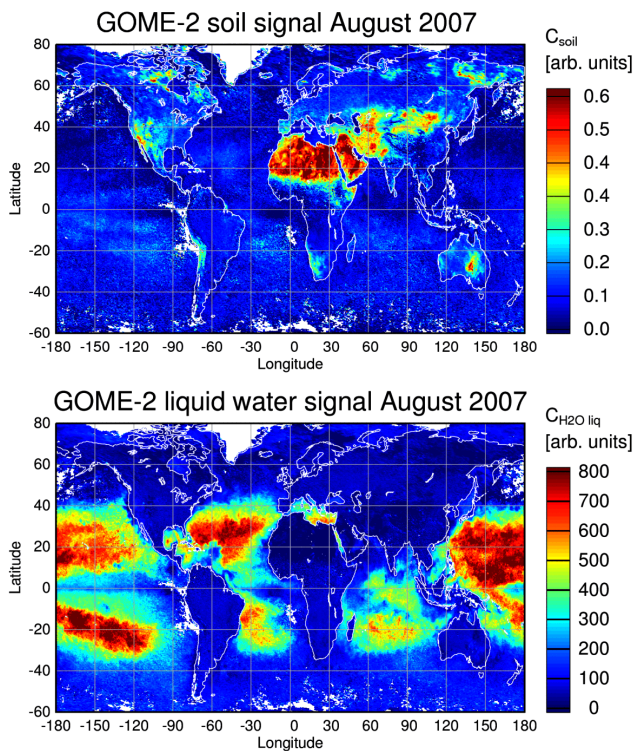 GOME-2 soil signal August 2007
C soil
[arb. units]
80
60
40
20
0
-20
-40
-60
Latitude
-180 -150 -120 -90 -60 -30 0 30 60 90 120 150 180
Longitude
0.6
0.5
0.4
0.3
0.2
0.1
0.0
GOME-2 liquid water signal August 2007
C H2O liq
[arb. units]
80
60
40
20
0
-20
-40
-60
Latitude
-180 -150 -120 -90 -60 -30 0 30 60 90 120 150 180
Longitude
800
700
600
500
400
300
200
100
0